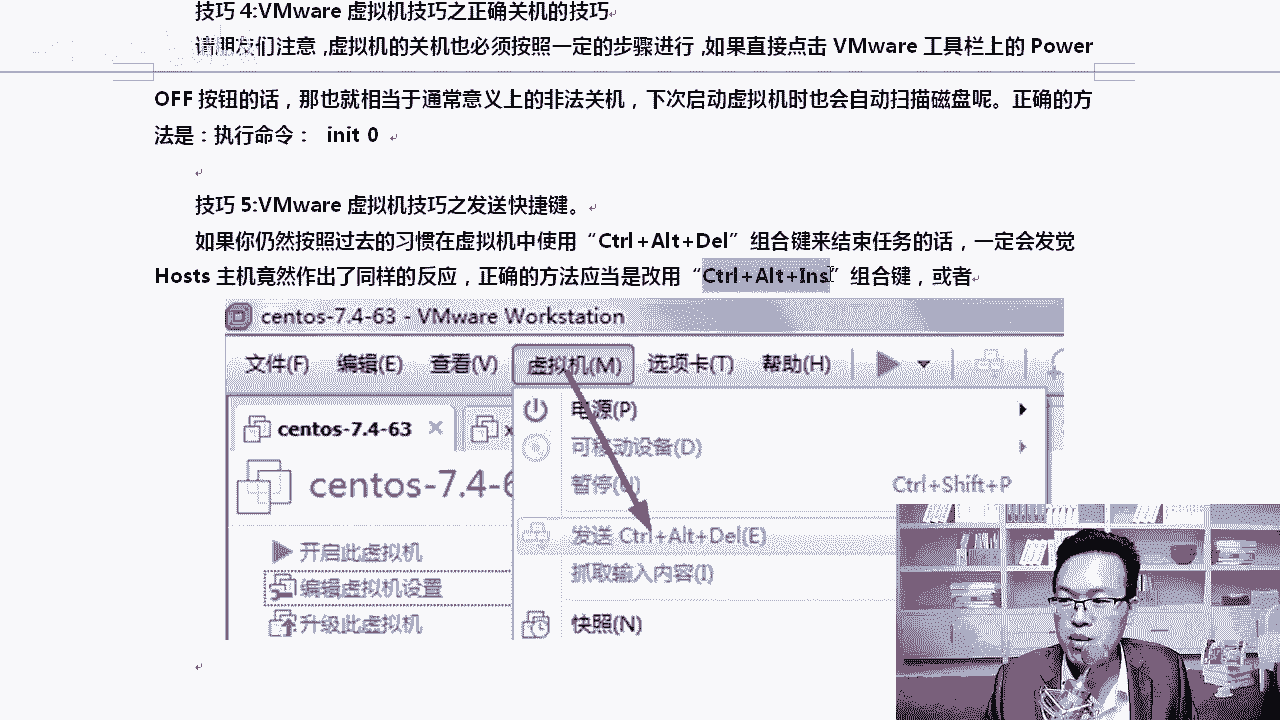 技巧 4:VMware 虚拟机技巧之正确关机的技巧
请朋友们注意 ,虚拟机的关机也必须按照一定的步骤进行 ,如果直接点击 VMware 工具栏上的 Power
OFF 按钮的话，那也就相当于通常意义上的非法关机，下次启动虚拟机时也会自动扫描磁盘呢。正确的方
法是：执行命令： init 0
技巧 5:VMware 虚拟机技巧之发送快捷键。
如果你仍然按照过去的习惯在虚拟机中使用“Ctrl+Alt+Del”组合键来结束任务的话，一定会发觉
Hosts 主机竟然作出了同样的反应，正确的方法应当是改用“Ctrl+Alt+Ins”组合键，或者
centos-7.4-63 - VMware Workstation
文件(F) 编辑(E) 查看(V) 虚拟机(M) 选项卡(T) 帮助(H)
centos-7.4-63 x
电源(P)
可移动设备(D)
centos-7.4-6
暂停(U) Ctrl+Shift+P
发送 Ctrl+Alt+Del(E)
开启此虚拟机
抓取输入内容(I)
编辑虚拟机设置
升级此虚拟机
快照(N)